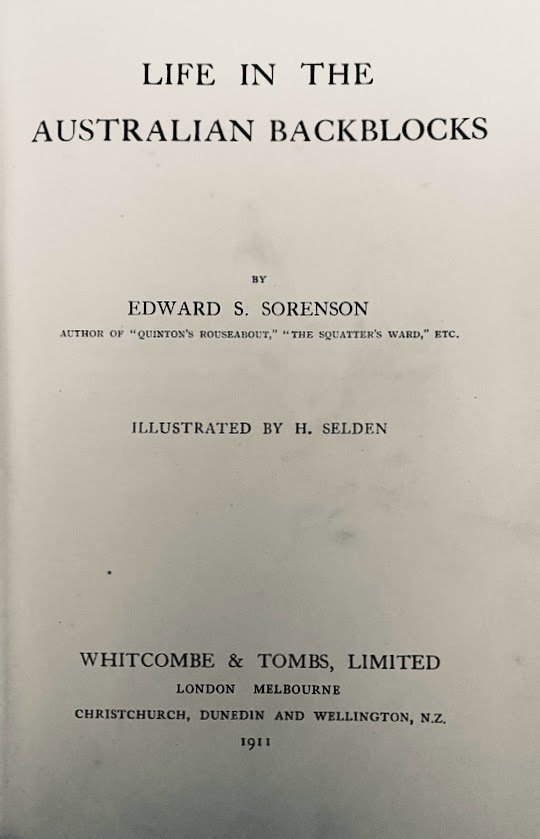 LIFE IN THE
AUSTRALIAN BACKBLOCKS
BY
EDWARD S. SORENSON
AUTHOR OF "QUINTON'S ROUSEABOUT," "THE SQUATTER'S WARD," ETC.
ILLUSTRATED BY H. SELDEN
WHITCOMBE & TOMBS, LIMITED
LONDON MELBOURNE
CHRISTCHURCH, DUNEDIN AND WELLINGTON, N.Z.
1911